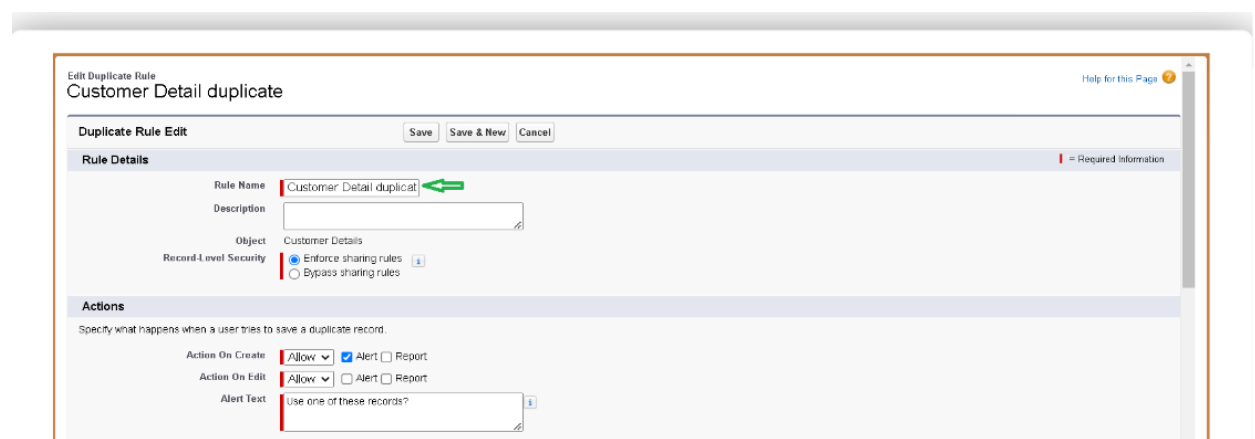 Edit Duplicate Rule
Customer Detail duplicate
Help for this Page ?
Duplicate Rule Edit Save Save & New Cancel
Rule Details = Required Information
Rule Name Customer Detail duplicat
Description
Object Customer Details
Record-Level Security Enforce sharing rules i
Bypass sharing rules
Actions
Specify what happens when a user tries to save a duplicate record.
Action On Create Allow Alert Report
Action On Edit Allow Alert Report
Alert Text Use one of these records? i